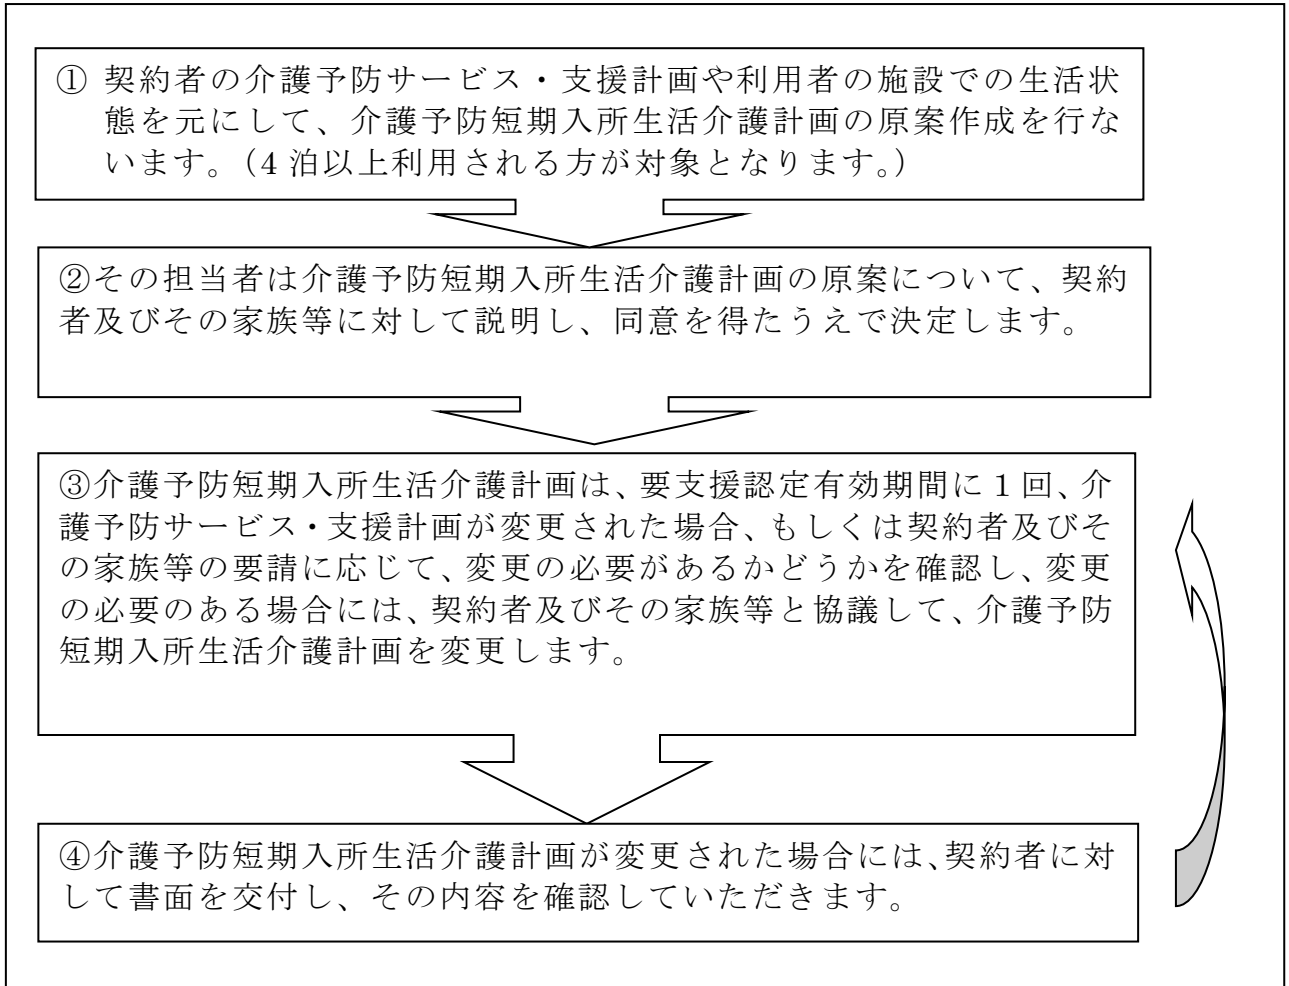 ① 契約者の介護予防サービス・支援計画や利用者の施設での生活状
態を元にして、介護予防短期入所生活介護計画の原案作成を行な
います。（4 泊以上利用される方が対象となります。）
②その担当者は介護予防短期入所生活介護計画の原案について、契約
者及びその家族等に対して説明し、同意を得たうえで決定します。
③介護予防短期入所生活介護計画は、要支援認定有効期間に 1 回、介
護予防サービス・支援計画が変更された場合、もしくは契約者及びそ
の家族等の要請に応じて、変更の必要があるかどうかを確認し、変更
の必要のある場合には、契約者及びその家族等と協議して、介護予防
短期入所生活介護計画を変更します。
④介護予防短期入所生活介護計画が変更された場合には、契約者に対
して書面を交付し、その内容を確認していただきます。